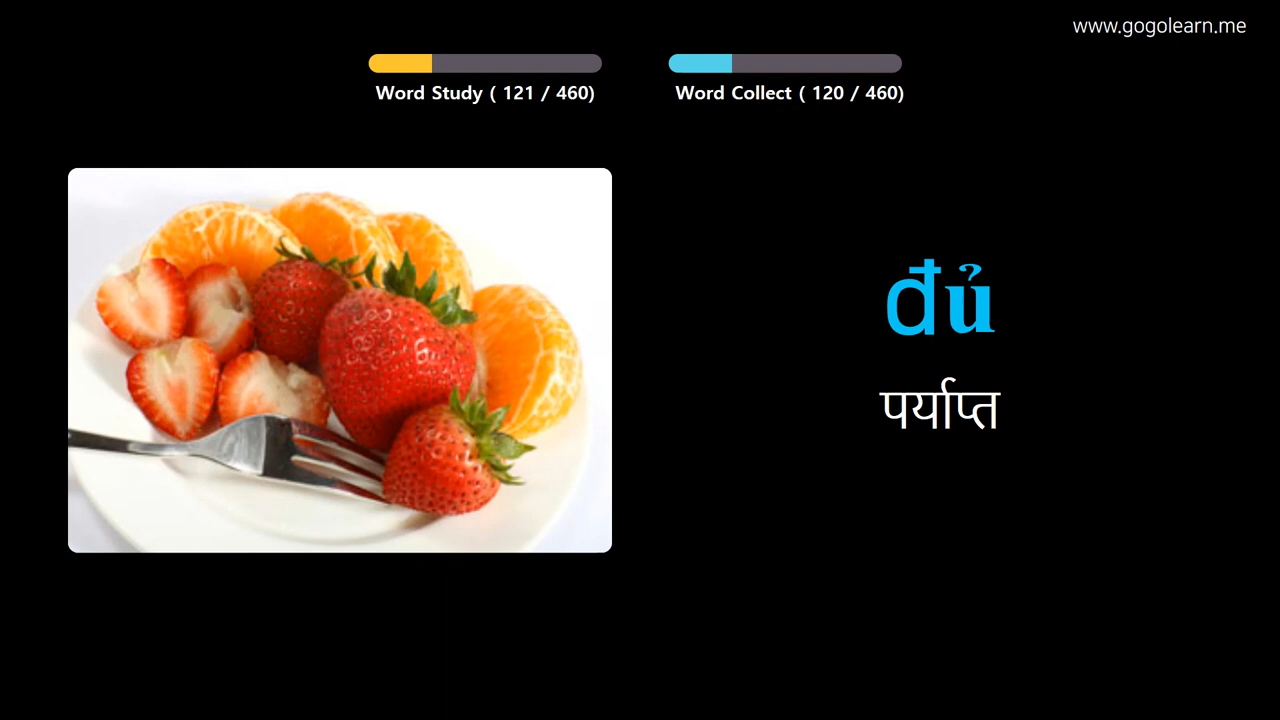 www.gogolearn.me
Word Study ( 121 / 460)
Word Collect ( 120 / 460)
đủ
पर्याप्त